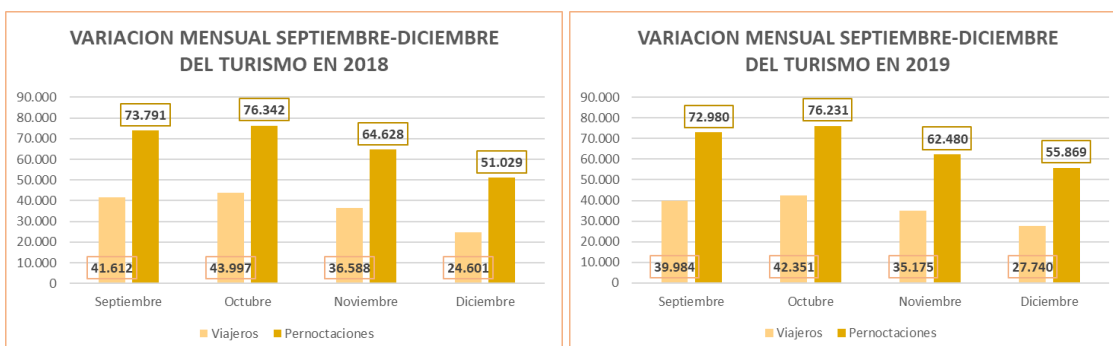 VARIACION MENSUAL SEPTIEMBRE-DICIEMBRE
DEL TURISMO EN 2018
90.000
80.000
70.000
60.000
50.000
40.000
30.000
20.000
10.000
0
73.791
76.342
64.628
51.029
41.612
43.997
36.588
24.601
Septiembre
Octubre
Noviembre
Diciembre
Viajeros
Pernoctaciones
VARIACION MENSUAL SEPTIEMBRE-DICIEMBRE
DEL TURISMO EN 2019
90.000
80.000
70.000
60.000
50.000
40.000
30.000
20.000
10.000
0
72.980
76.231
62.480
55.869
39.984
42.351
35.175
27.740
Septiembre
Octubre
Noviembre
Diciembre
Viajeros
Pernoctaciones